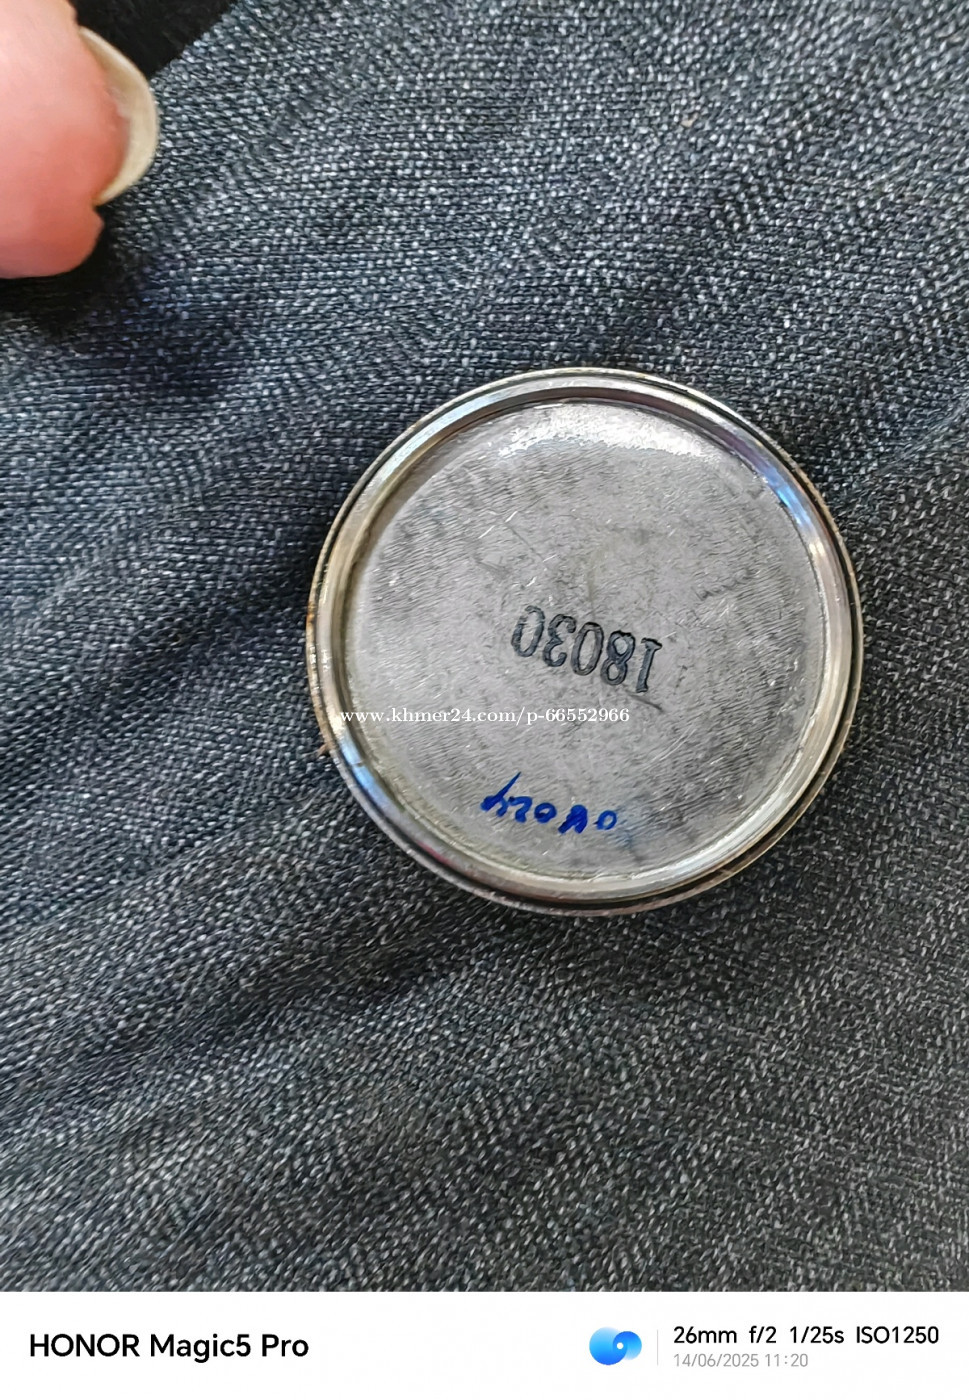 18030
www.khmer24.com/p-66552966
HONOR Magic5 Pro
26mm f/2 1/25s ISO1250
14/06/2025 11:20